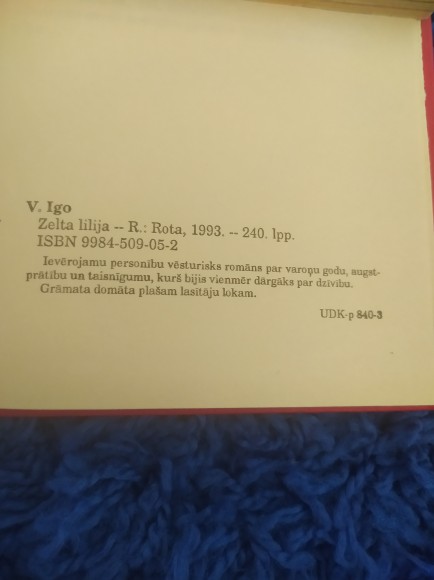 V. Igo
Zelta lilija -- R.: Rota, 1993. -- 240. lpp.
ISBN 9984-509-05-2
Ievērojamu personību vēsturisks romāns par varoņu godu, augst-
prātību un taisnīgumu, kurš bijis vienmēr dārgāks par dzīvību.
Grāmata domāta plašam lasītāju lokam.
UDK-p 840-3